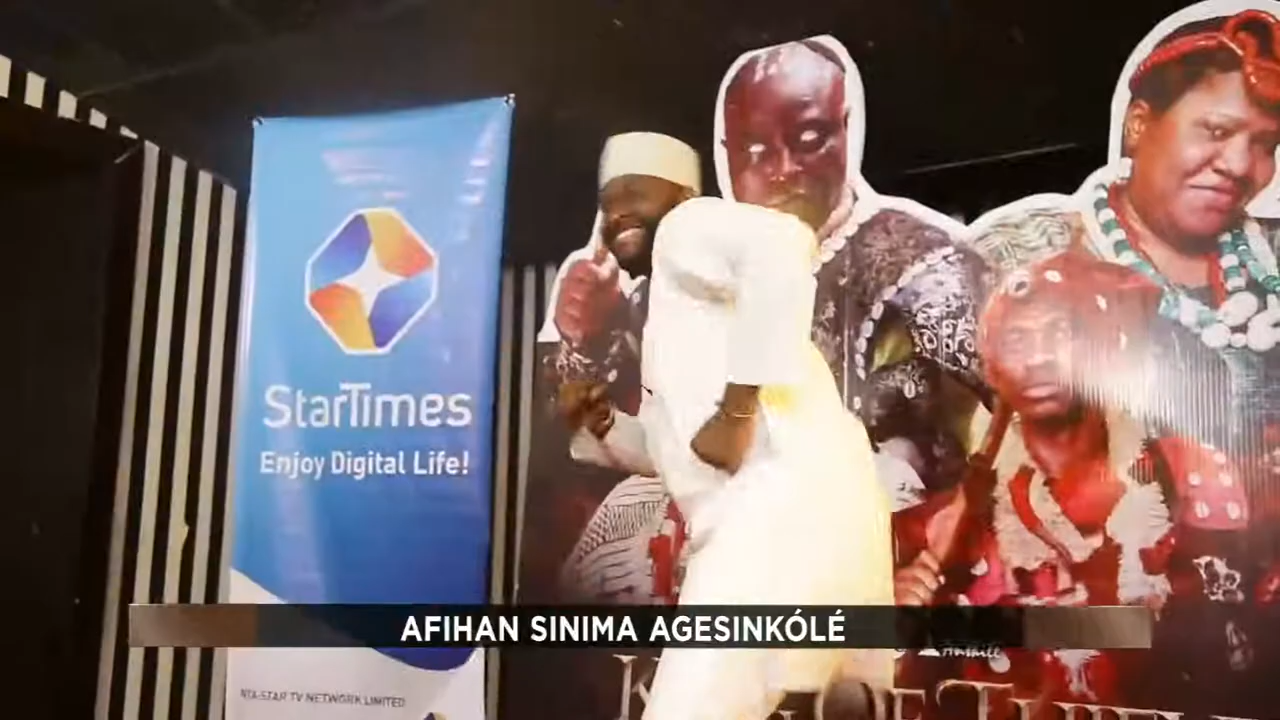 StarTimes
Enjoy Digital Life!
AFIHAN SINIMA AGESINKÓLÉ
NTA-STAR TV NETWORK LIMITED